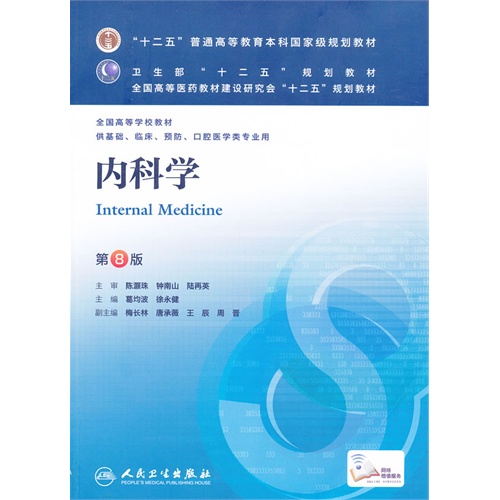 "十二五"普通高等教育本科国家级规划教材
卫生部"十二五"规划教材
全国高等医药教材建设研究会"十二五"规划教材
全国高等学校教材
供基础、临床、预防、口腔医学类专业用
内科学
Internal Medicine
第8版
主审 陈灏珠 钟南山 陆再英
主编 葛均波 徐永健
副主编 梅长林 唐承薇 王辰 周晋
人民卫生出版社
PEOPLE'S MEDICAL PUBLISHING HOUSE
网络
增值服务